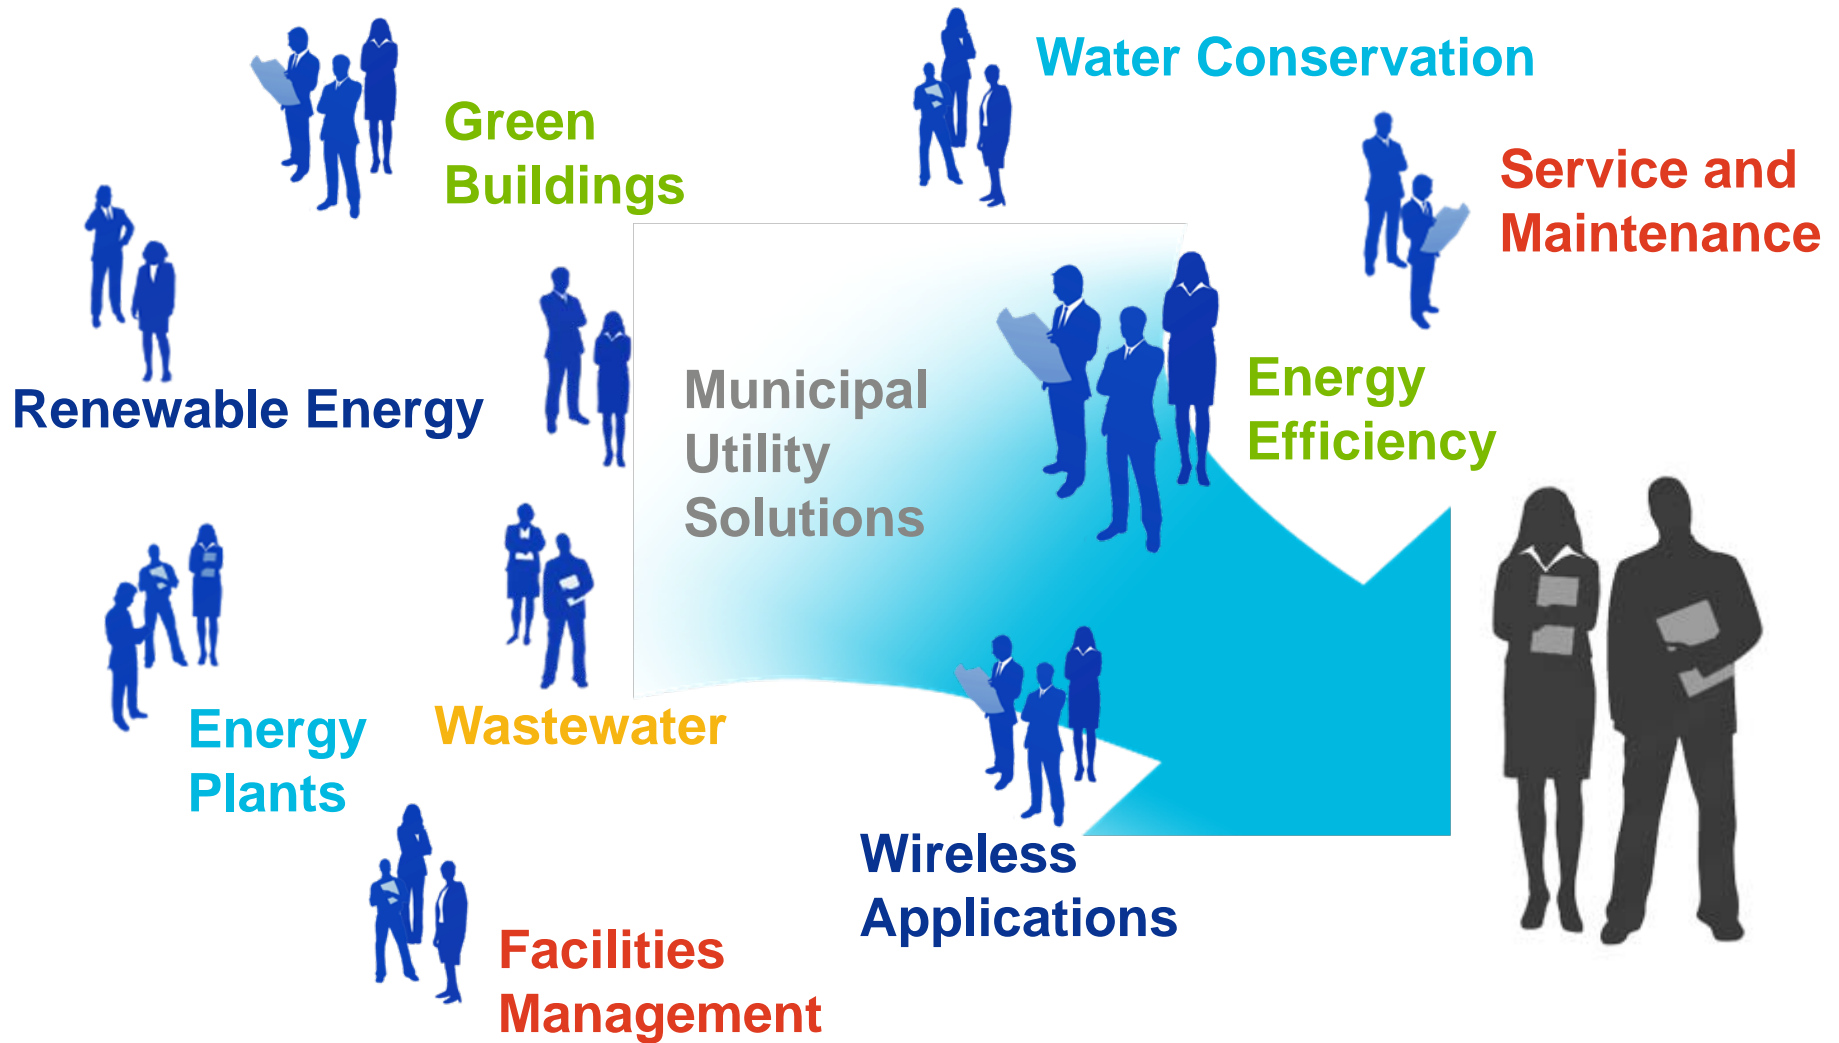 Water Conservation
Green
Buildings
Service and
Maintenance
Renewable Energy
Municipal
Utility
Solutions
Energy
Efficiency
Energy
Plants
Wastewater
Wireless
Applications
Facilities
Management